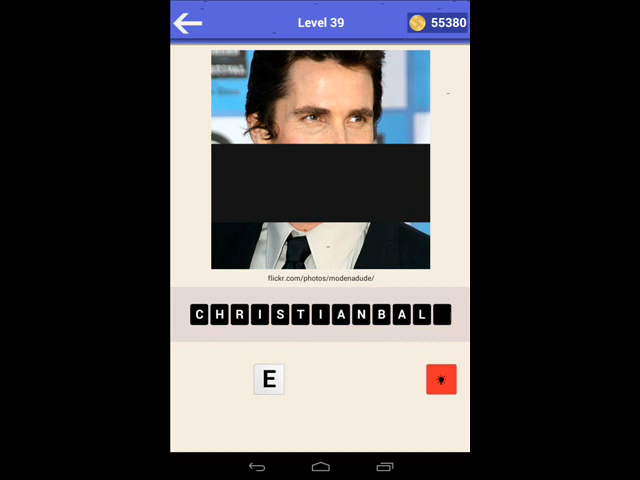 Level 39
55380
flickr.com/photos/modenadude/
CHRISTIANBAL
E